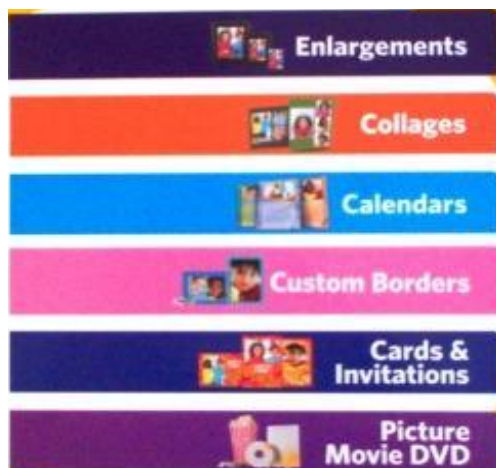 Enlargements
Collages
Calendars
Custom Borders
Cards &
Invitations
Picture
Movie DVD